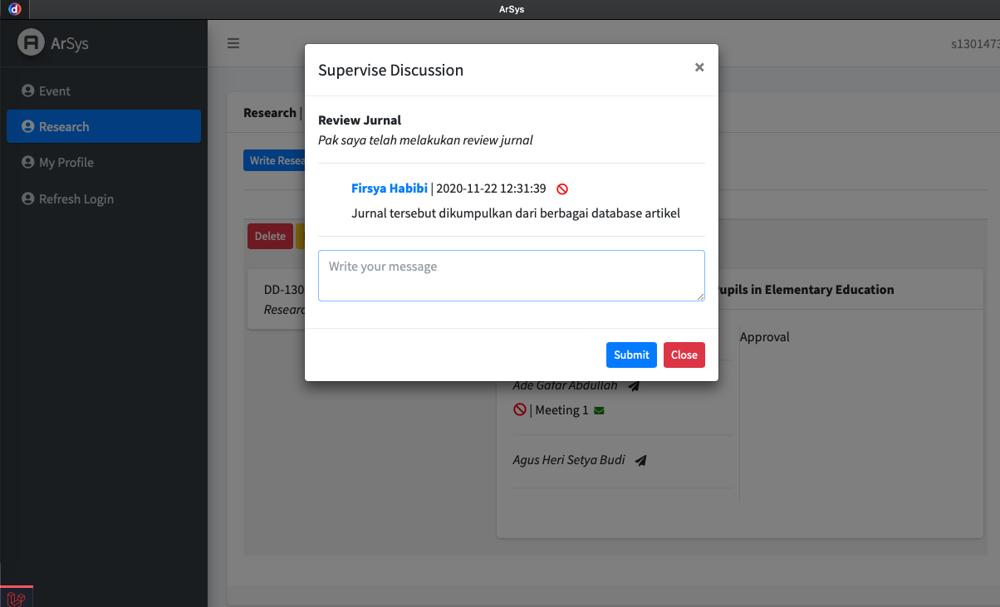 ArSys
ArSys
s1301473
Event
Research
My Profile
Refresh Login
Research |
Write Resea
Delete
DD-130
Researc
Supervise Discussion
Review Jurnal
Pak saya telah melakukan review jurnal
Firsya Habibi | 2020-11-22 12:31:39
Jurnal tersebut dikumpulkan dari berbagai database artikel
Write your message
Submit Close
upils in Elementary Education
Approval
Ade Gafar Abdullah
| Meeting 1
Agus Heri Setya Budi